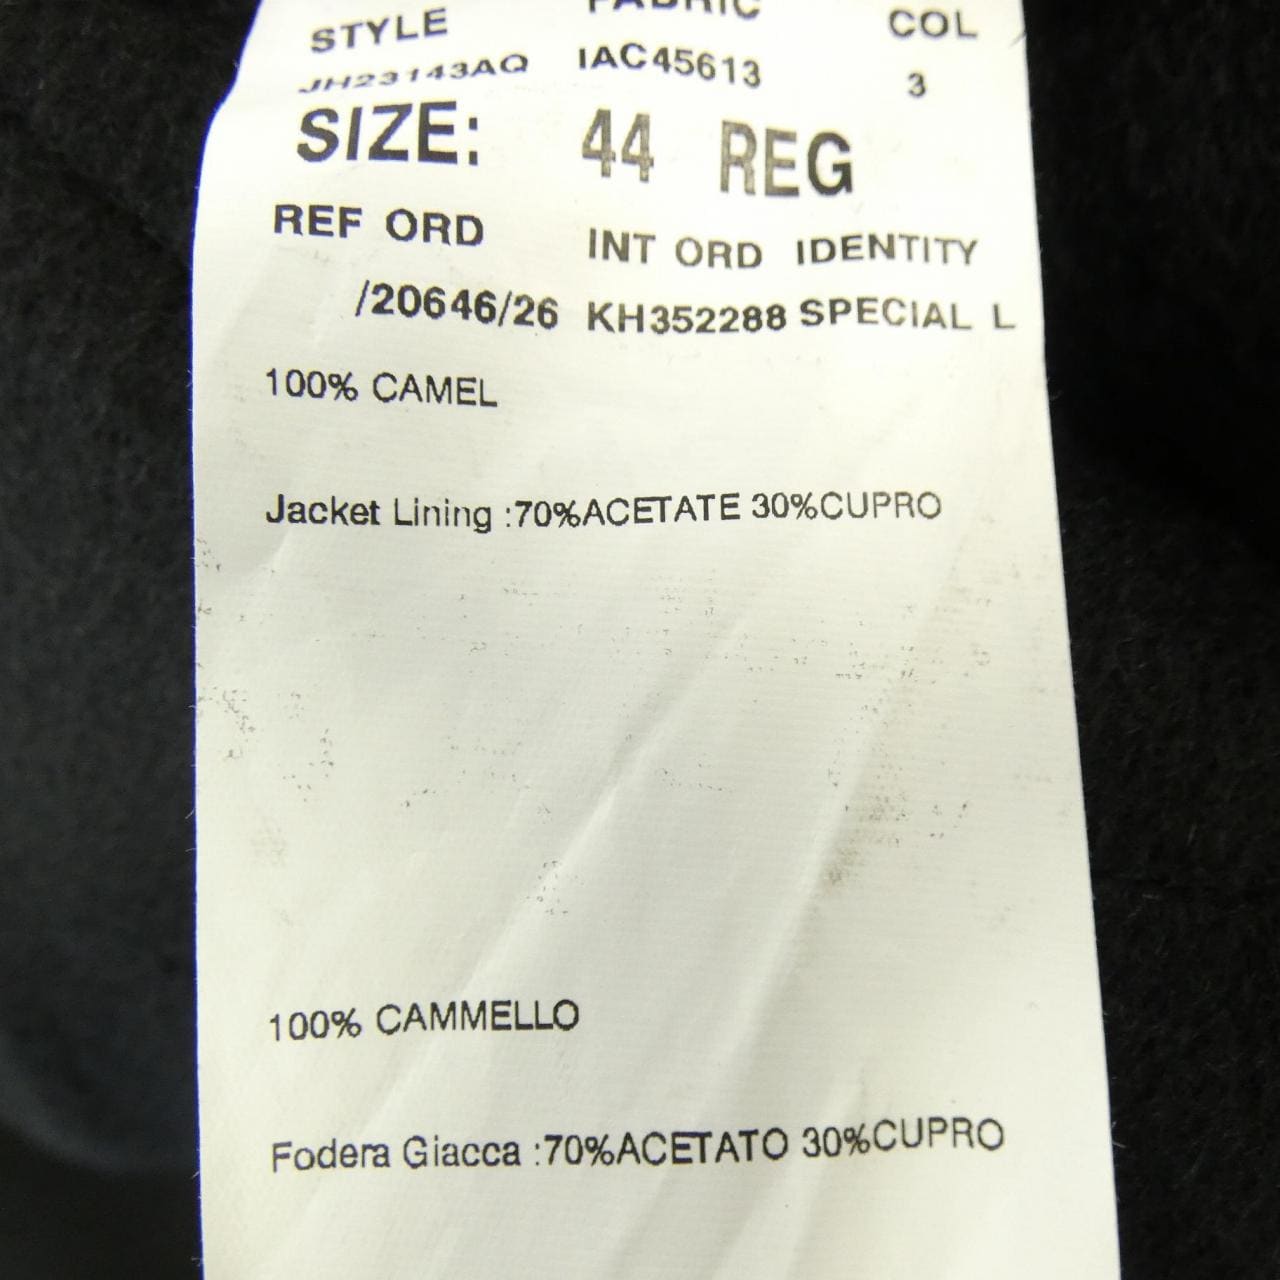 STYLE FABRIC COL
JH23143AQ IAC45613 3
SIZE: 44 REG
REF ORD INT ORD IDENTITY
/20646/26 KH352288 SPECIAL L
100% CAMEL
Jacket Lining :70%ACETATE 30%CUPRO
100% CAMMELLO
Fodera Giacca :70%ACETATO 30%CUPRO